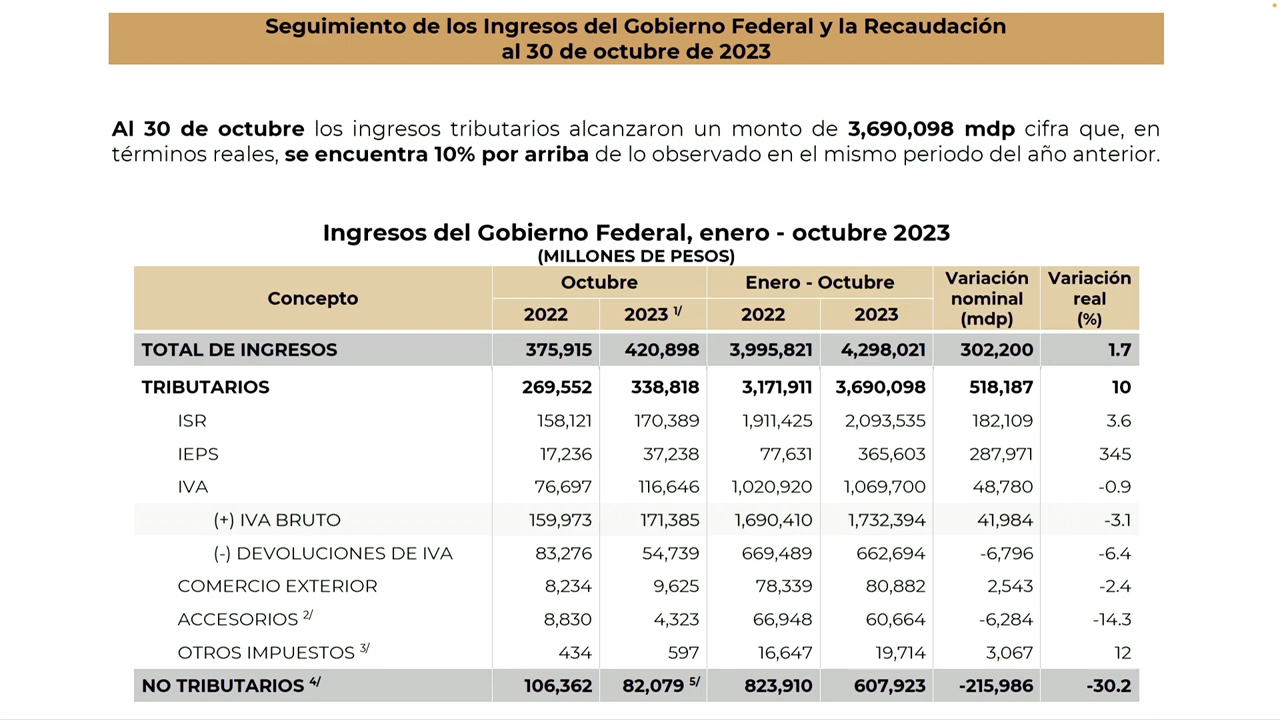 Seguimiento de los Ingresos del Gobierno Federal y la Recaudación
al 30 de octubre de 2023
Al 30 de octubre los ingresos tributarios alcanzaron un monto de 3,690,098 mdp cifra que, en
términos reales, se encuentra 10% por arriba de lo observado en el mismo periodo del año anterior.
Ingresos del Gobierno Federal, enero - octubre 2023
(MILLONES DE PESOS)
Concepto Octubre Enero - Octubre Variación nominal (mdp) Variación real (%)
2022 2023 1/ 2022 2023
TOTAL DE INGRESOS 375,915 420,898 3,995,821 4,298,021 302,200 1.7
TRIBUTARIOS 269,552 338,818 3,171,911 3,690,098 518,187 10
ISR 158,121 170,389 1,911,425 2,093,535 182,109 3.6
IEPS 17,236 37,238 77,631 365,603 287,971 345
IVA 76,697 116,646 1,020,920 1,069,700 48,780 -0.9
(+) IVA BRUTO 159,973 171,385 1,690,410 1,732,394 41,984 -3.1
(-) DEVOLUCIONES DE IVA 83,276 54,739 669,489 662,694 -6,796 -6.4
COMERCIO EXTERIOR 8,234 9,625 78,339 80,882 2,543 -2.4
ACCESORIOS 2/ 8,830 4,323 66,948 60,664 -6,284 -14.3
OTROS IMPUESTOS 3/ 434 597 16,647 19,714 3,067 12
NO TRIBUTARIOS 4/ 106,362 82,079 5/ 823,910 607,923 -215,986 -30.2